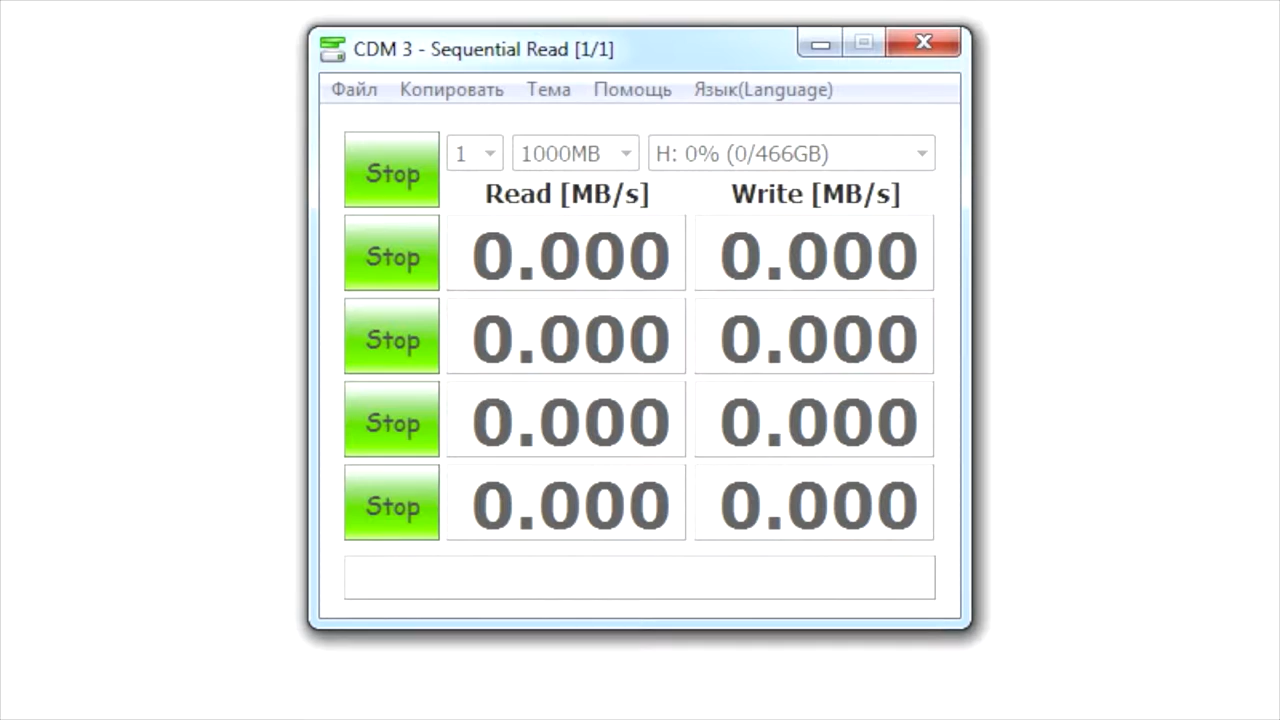 CDM 3 - Sequential Read [1/1]
Файл Копировать Тема Помощь Язык(Language)
Stop 1 1000MB H: 0% (0/466GB)
Read [MB/s] Write [MB/s]
Stop 0.000 0.000
Stop 0.000 0.000
Stop 0.000 0.000
Stop 0.000 0.000